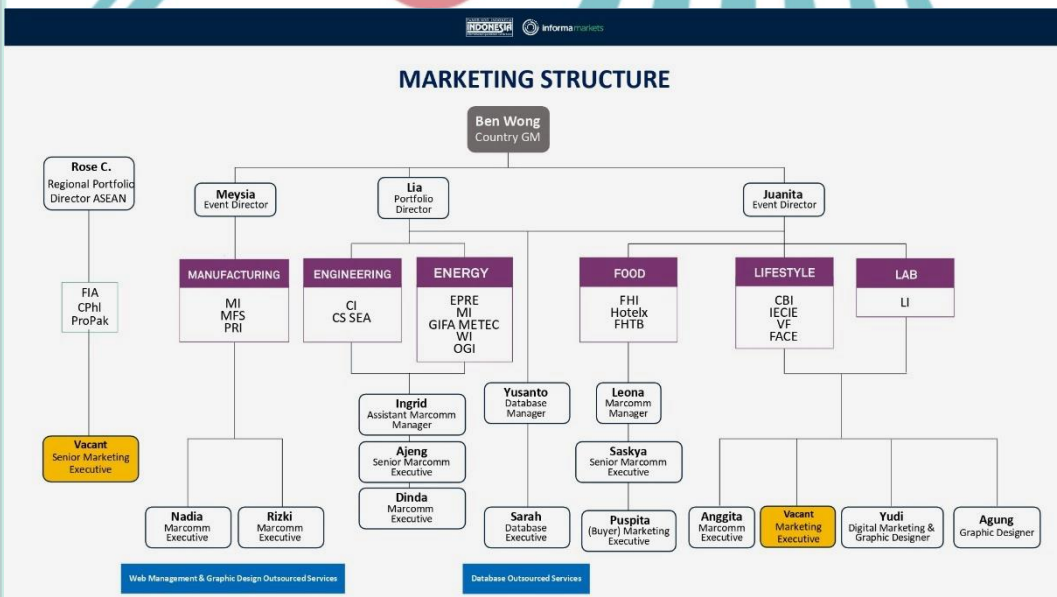 INDONESIA
informa markets
MARKETING STRUCTURE
Ben Wong
Country GM
Rose C.
Regional Portfolio
Director ASEAN
Meysia
Event Director
Lia
Portfolio
Director
Juanita
Event Director
FIA
CPhl
ProPak
MANUFACTURING
MI
MFS
PRI
ENGINEERING
CI
CS SEA
ENERGY
EPRE
MI
GIFA METEC
WI
OGI
FOOD
FHI
Hotelx
FHTB
LIFESTYLE
CBI
IECIE
VF
FACE
LAB
LI
Vacant
Senior Marketing
Executive
Nadia
Marcomm
Executive
Rizki
Marcomm
Executive
Ingrid
Assistant Marcomm
Manager
Ajeng
Senior Marcomm
Executive
Dinda
Marcomm
Executive
Yusanto
Database
Manager
Sarah
Database
Executive
Leona
Marcomm
Manager
Saskya
Senior Marcomm
Executive
Puspita
(Buyer) Marketing
Executive
Anggita
Marcomm
Executive
Vacant
Marketing
Executive
Yudi
Digital Marketing &
Graphic Designer
Agung
Graphic Designer
Web Management & Graphic Design Outsourced Services
Database Outsourced Services